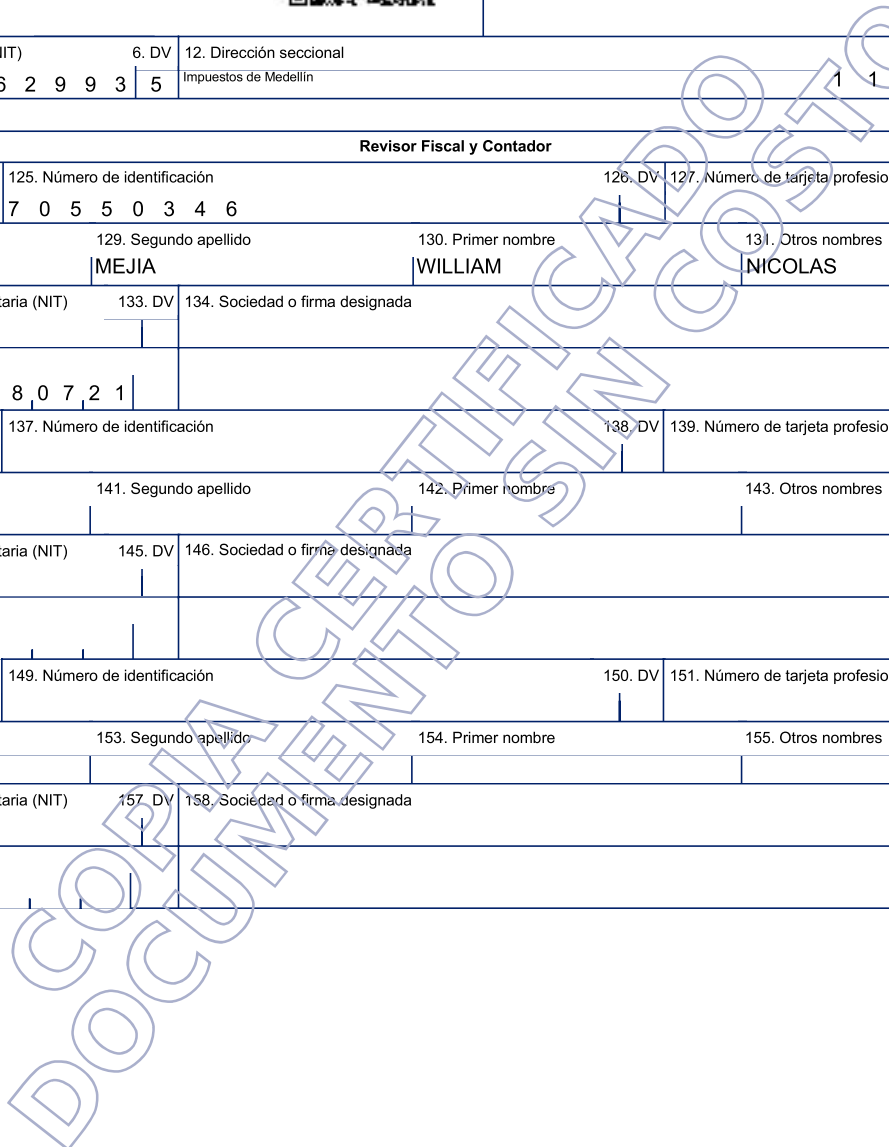 IT) 6. DV 12. Dirección seccional
6 2 9 9 3 5 Impuestos de Medellín 1 1
Revisor Fiscal y Contador
125. Número de identificación 126. DV 127. Número de tarjeta profesio
7 0 5 5 0 3 4 6
129. Segundo apellido 130. Primer nombre 131. Otros nombres
MEJIA WILLIAM NICOLAS
taria (NIT) 133. DV 134. Sociedad o firma designada
8 0 7 2 1
137. Número de identificación 138. DV 139. Número de tarjeta profesio
141. Segundo apellido 142. Primer nombre 143. Otros nombres
taria (NIT) 145. DV 146. Sociedad o firma designada
149. Número de identificación 150. DV 151. Número de tarjeta profesio
153. Segundo apellido 154. Primer nombre 155. Otros nombres
taria (NIT) 157. DV 158. Sociedad o firma designada
COPIA CERTIFICADO
DOCUMENTO SIN COSTO